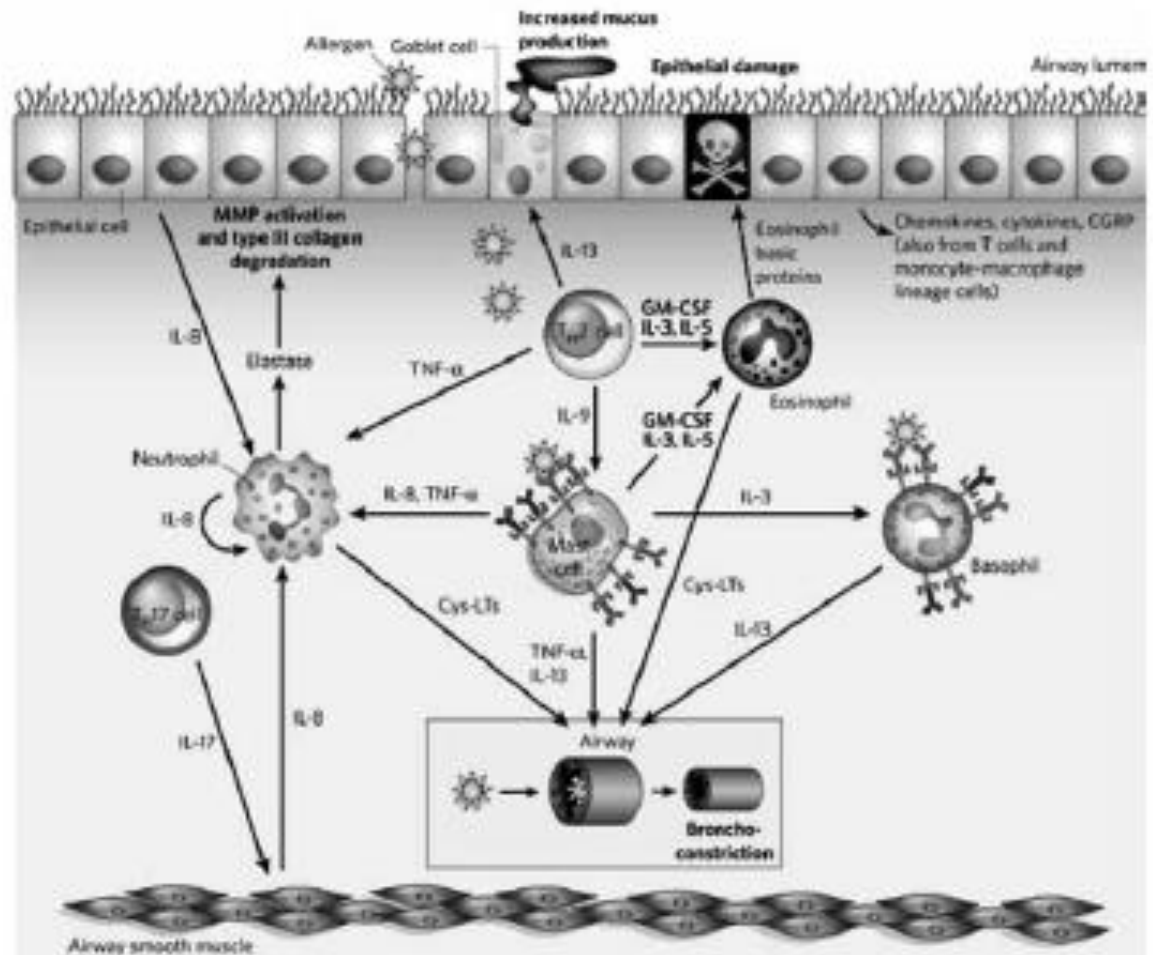 Increased mucus
production
Allergen
Goblet cell
Epithelial damage
Airway lumen
Epithelial cell
MMP activation
and type III collagen
degradation
IL-13
Eosinophil
basic
proteins
Chemokines, cytokines, CGRP
(also from T cells and
monocyte-macrophage
lineage cells)
IL-8
Elastase
TNF-α
TH2 cell
GM-CSF
IL-3, IL-5
Eosinophil
IL-9
GM-CSF
IL-3, IL-5
Neutrophil
IL-8
IL-8, TNF-α
Mast
cell
IL-3
Basophil
TH17 cell
Cys-LTs
Cys-LTs
IL-13
TNF-α,
IL-13
IL-17
IL-8
Airway
Broncho-
constriction
Airway smooth muscle